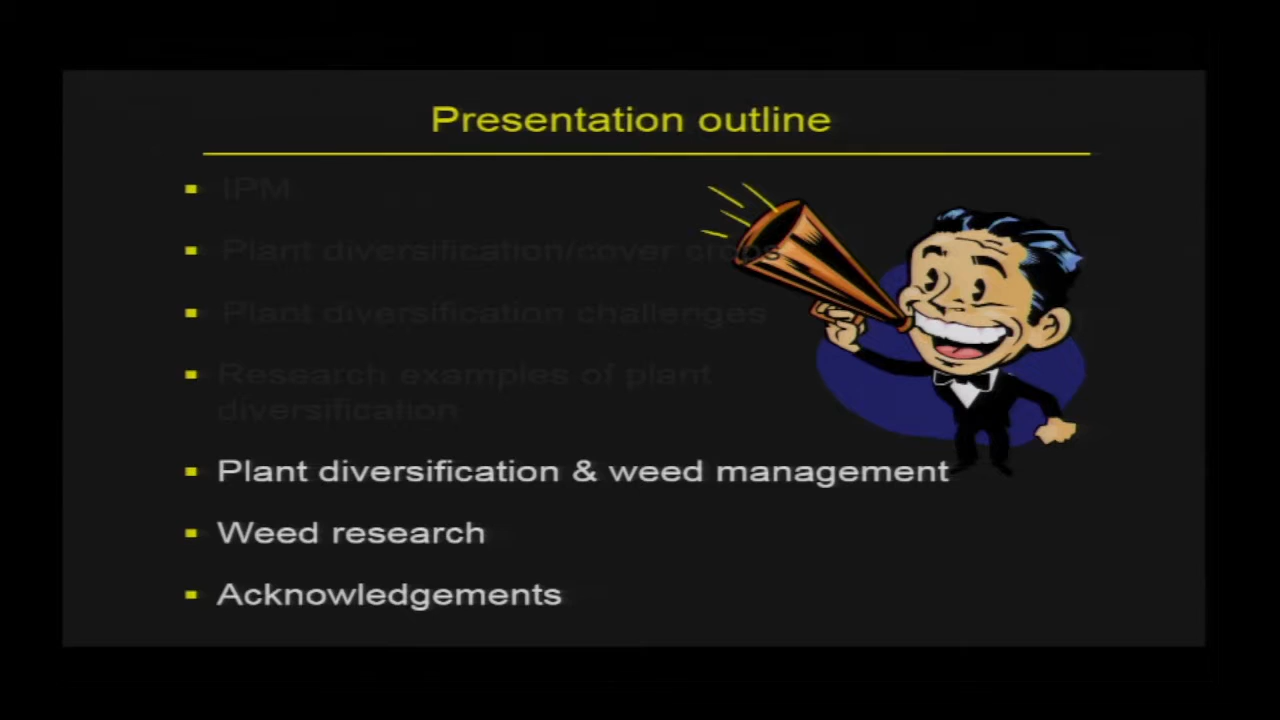 Presentation outline
IPM
Plant diversification/cover crops
Plant diversification challenges
Research examples of plant
diversification
Plant diversification & weed management
Weed research
Acknowledgements